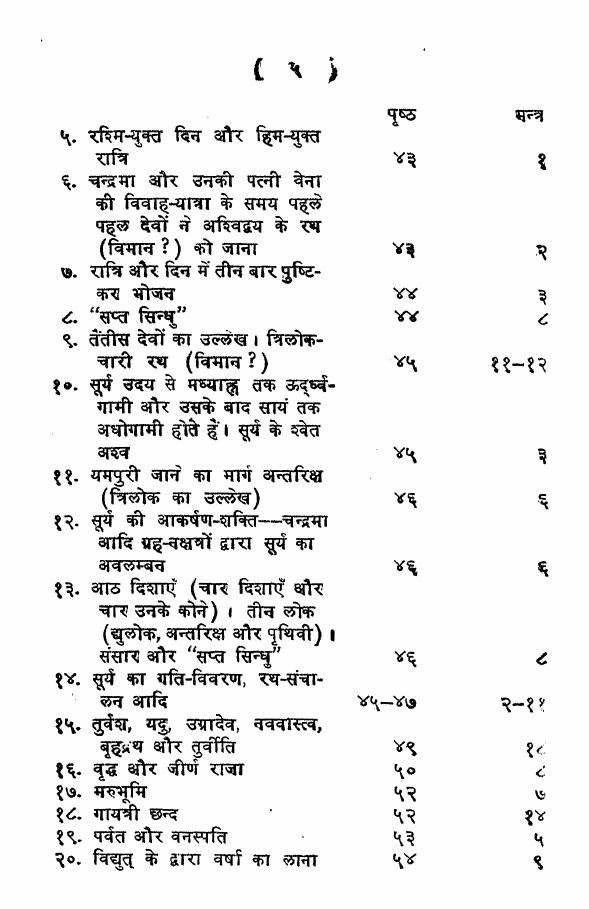 ( ५ )
पृष्ठ मन्त्र
५. रश्मि-युक्त दिन और हिम-युक्त
रात्रि ४३ १
६. चन्द्रमा और उनकी पत्नी वेना
की विवाह-यात्रा के समय पहले
पहल देवों ने अश्विद्वय के रथ
(विमान ?) को जाना ४३ २
७. रात्रि और दिन में तीन बार पुष्टि-
कर भोजन ४४ ३
८. “सप्त सिन्धु” ४४ ८
९. तैंतीस देवों का उल्लेख। त्रिलोक-
चारी रथ (विमान ?) ४५ ११–१२
१०. सूर्य उदय से मध्याह्न तक ऊर्द्ध्व-
गामी और उसके बाद सायं तक
अधोगामी होते हैं। सूर्य के श्वेत
अश्व ४५ ३
११. यमपुरी जाने का मार्ग अन्तरिक्ष
(त्रिलोक का उल्लेख) ४६ ६
१२. सूर्य की आकर्षण-शक्ति—चन्द्रमा
आदि ग्रह-नक्षत्रों द्वारा सूर्य का
अवलम्बन ४६ ६
१३. आठ दिशाएँ (चार दिशाएँ और
चार उनके कोने) । तीन लोक
(द्युलोक, अन्तरिक्ष और पृथिवी) ।
संसार और “सप्त सिन्धु” ४६ ८
१४. सूर्य का गति-विवरण, रथ-संचा-
लन आदि ४५–४७ २–११
१५. तुर्वश, यदु, उग्रादेव, नववास्त्व,
बृहद्रथ और तुर्वीति ४९ १८
१६. वृद्ध और जीर्ण राजा ५० ८
१७. मरुभूमि ५२ ७
१८. गायत्री छन्द ५२ १४
१९. पर्वत और वनस्पति ५३ ५
२०. विद्युत् के द्वारा वर्षा का लाना ५४ ९